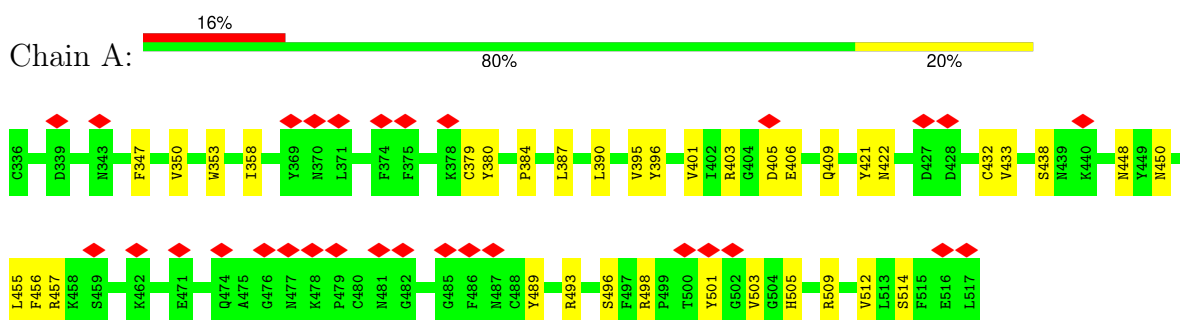 16%
Chain A:
80% 20%
C336 D339 N343 F347 V350 W353 I358 Y369 N370 L371 F374 F375 K378 C379 Y380 P384 L387 L390 V395 Y396 V401 I402 R403 G404 D405 E406 Q409 Y421 N422 D427 D428 C432 V433 S438 N439 K440 N448 Y449 N450
L455 F456 R457 K458 S459 K462 E471 Q474 A475 G476 N477 K478 P479 C480 N481 G482 G485 F486 N487 C488 Y489 R493 S496 F497 R498 P499 T500 Y501 G502 V503 G504 H505 R509 V512 L513 S514 F515 E516 L517